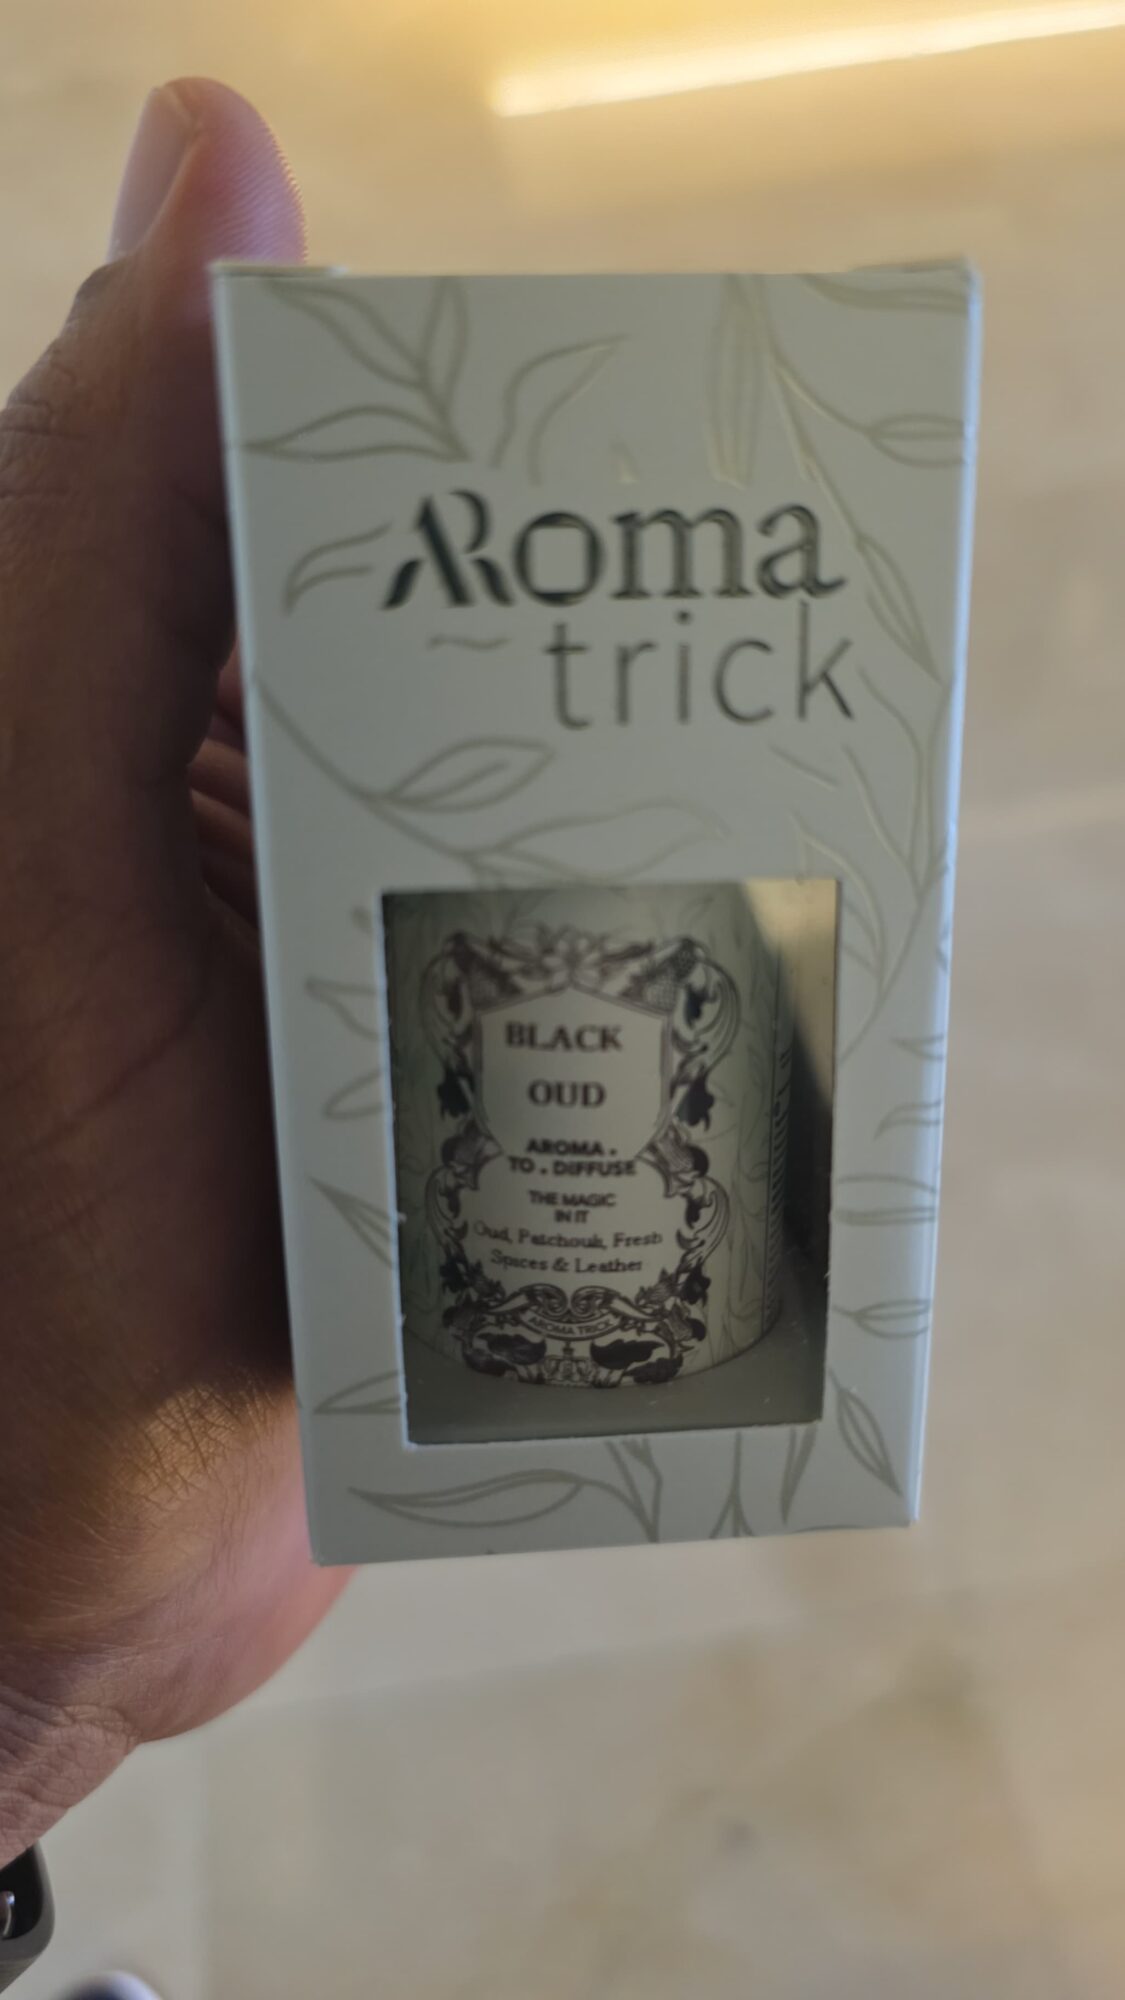 Aroma
trick
BLACK
OUD
AROMA .
TO . DIFFUSE
THE MAGIC
IN IT
Oud, Patchouli, Fresh
Spices & Leather
AROMA TRICK